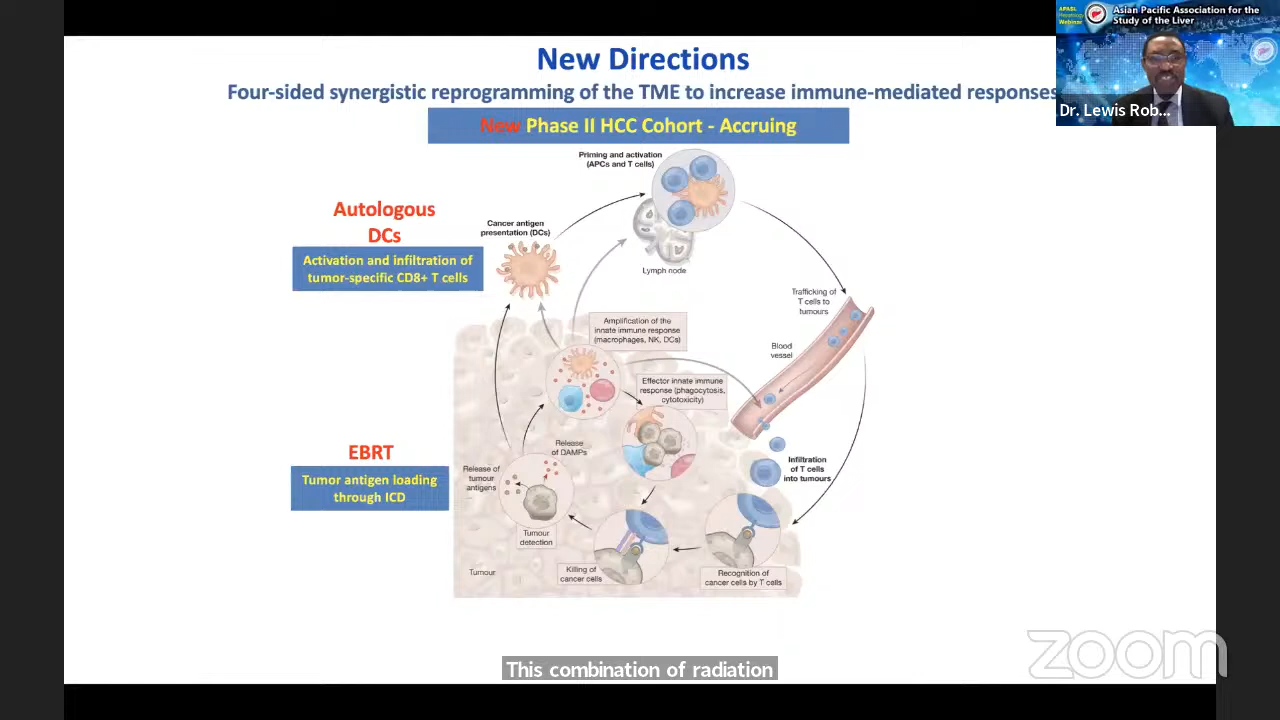 New Directions
Four-sided synergistic reprogramming of the TME to increase immune-mediated responses
New Phase II HCC Cohort - Accruing
APASL
Webinar
Asian Pacific Association for the
Study of the Liver
Dr. Lewis Rob...
Priming and activation
(APCs and T cells)
Autologous
DCs
Activation and infiltration of
tumor-specific CD8+ T cells
Cancer antigen
presentation (DCs)
Lymph node
Trafficking of
T cells to
tumours
Blood
vessel
Amplification of the
innate immune response
(macrophages, NK, DCs)
Effector innate immune
response (phagocytosis,
cytotoxicity)
EBRT
Tumor antigen loading
through ICD
Release
of DAMPs
Release of
tumour
antigens
Infiltration
of T cells
into tumours
Tumour
detection
Tumour
Killing of
cancer cells
Recognition of
cancer cells by T cells
zoom
This combination of radiation